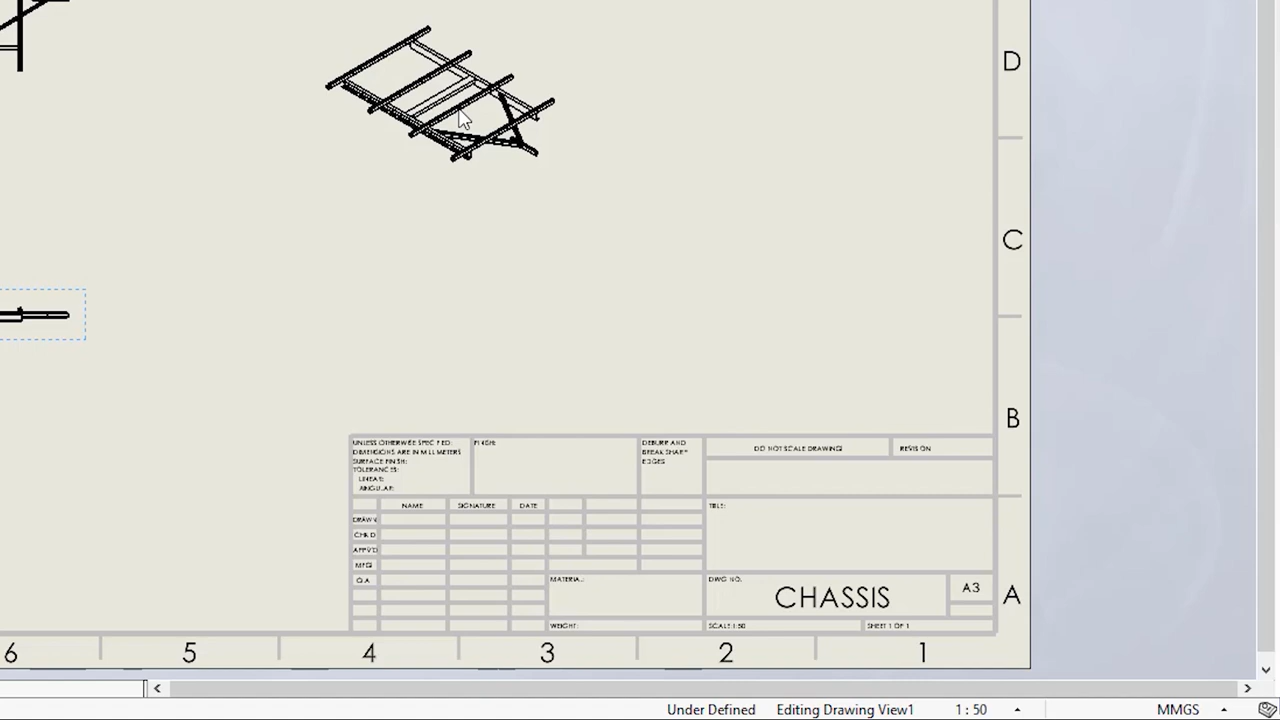 D
C
B
UNLESS OTHERWISE SPECIFIED:
DIMENSIONS ARE IN MILLIMETERS
SURFACE FINISH:
TOLERANCES:
LINEAR:
ANGULAR:
FINISH:
DEBURR AND
BREAK SHARP
EDGES
DO NOT SCALE DRAWING
REVISION
NAME SIGNATURE DATE
TITLE:
DRAWN
CHK'D
APPV'D
MFG
Q.A
MATERIAL:
DWG NO.
CHASSIS
A3
A
WEIGHT:
SCALE:1:50
SHEET 1 OF 1
6 5 4 3 2 1
Under Defined Editing Drawing View1 1 : 50 MMGS